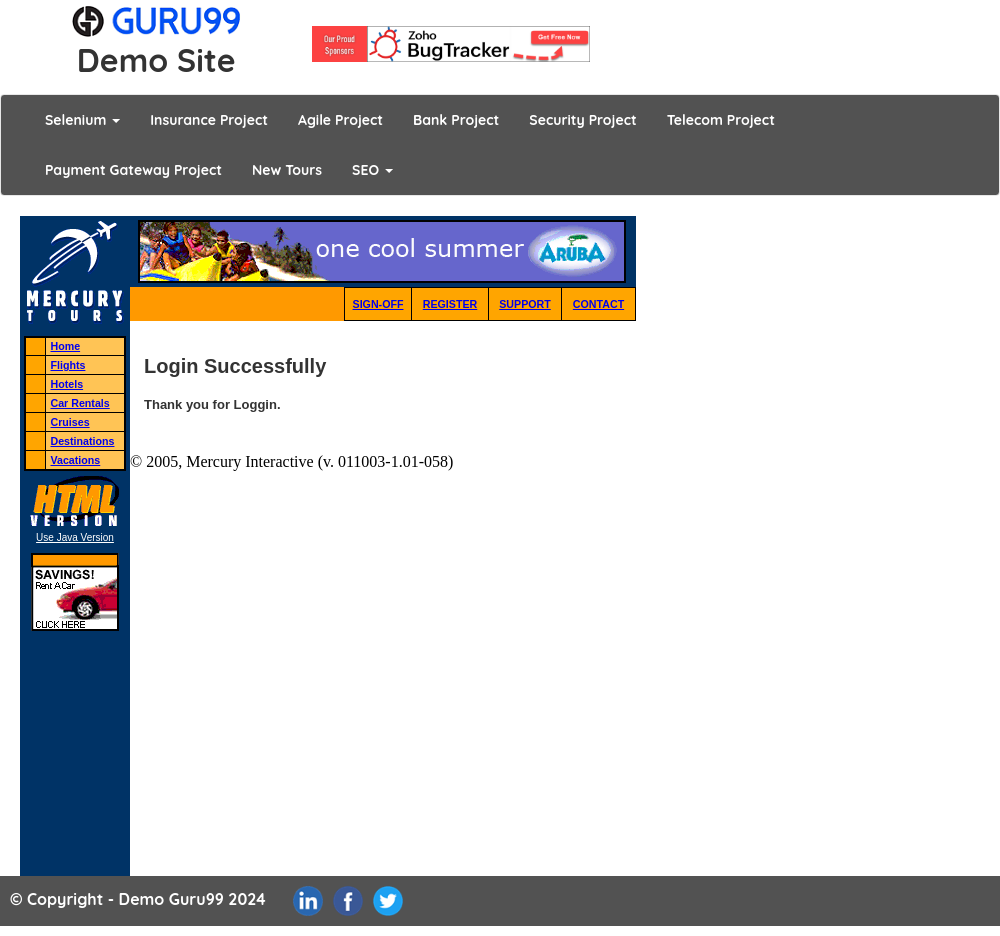 GURU99
Demo Site
Our Proud
Sponsors
Zoho
BugTracker
Get Free Now
Selenium
Insurance Project
Agile Project
Bank Project
Security Project
Telecom Project
Payment Gateway Project
New Tours
SEO
MERCURY
TOURS
one cool summer
ARUBA
SIGN-OFF
REGISTER
SUPPORT
CONTACT
Home
Flights
Hotels
Car Rentals
Cruises
Destinations
Vacations
HTML
VERSION
Use Java Version
SAVINGS!
Rent A Car
CLICK HERE
Login Successfully
Thank you for Loggin.
© 2005, Mercury Interactive (v. 011003-1.01-058)
© Copyright - Demo Guru99 2024
in
f